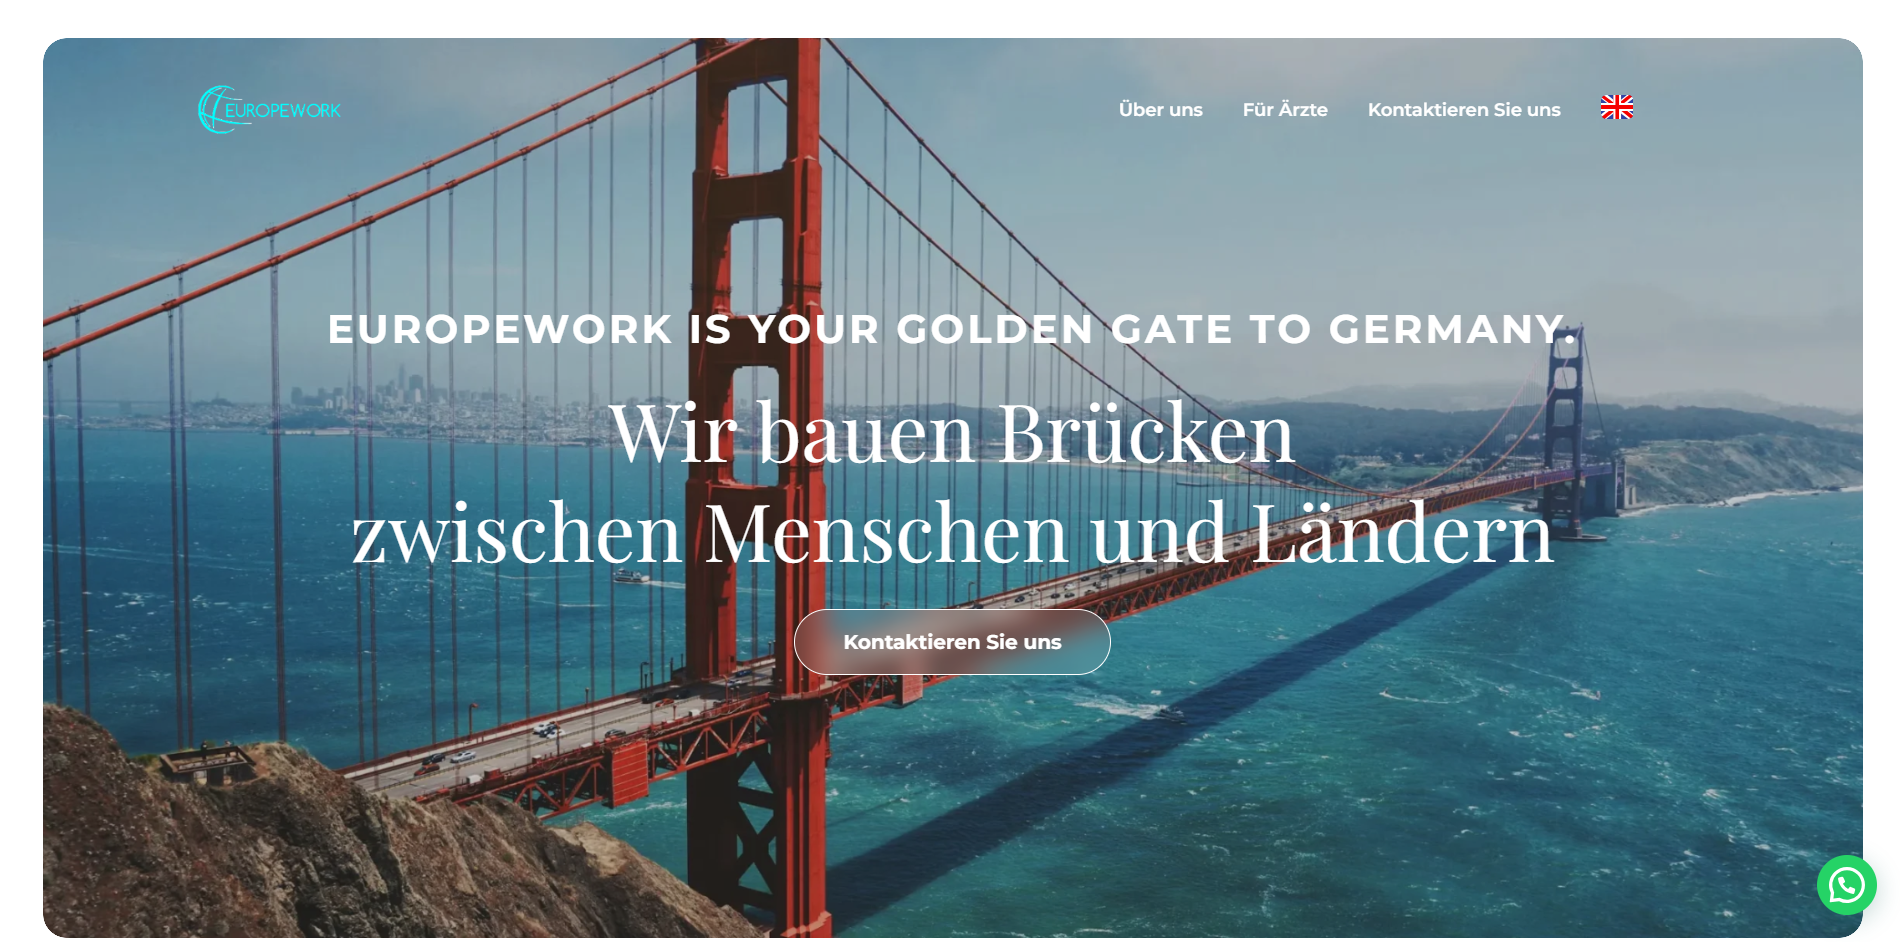 EUROPEWORK
Über uns
Für Ärzte
Kontaktieren Sie uns
EUROPEWORK IS YOUR GOLDEN GATE TO GERMANY.
Wir bauen Brücken
zwischen Menschen und Ländern
Kontaktieren Sie uns